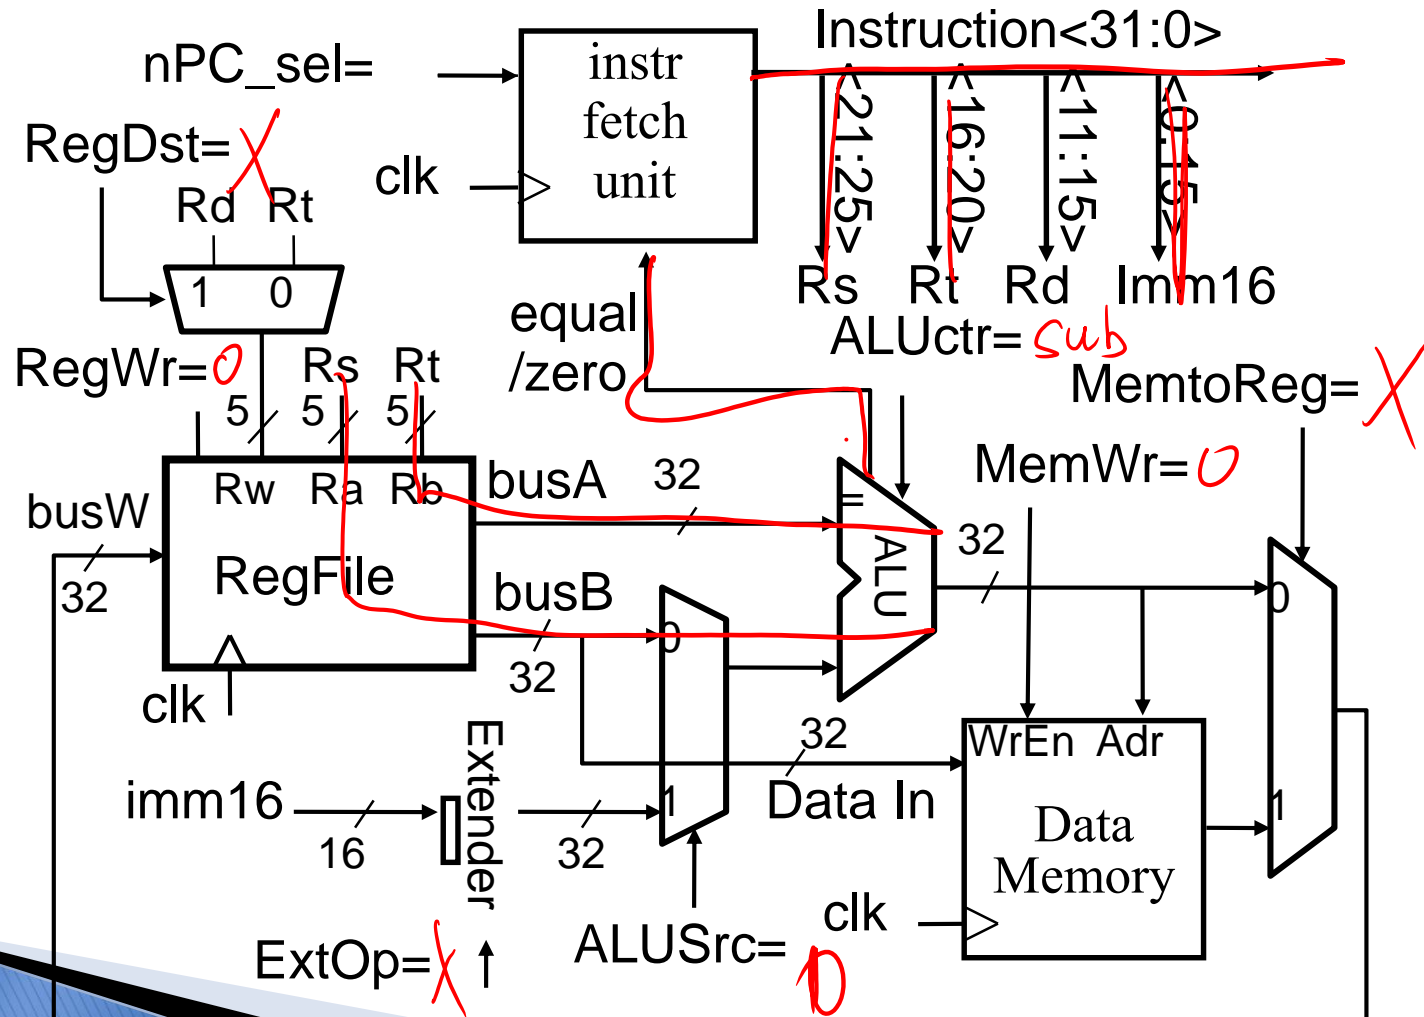 Instruction<31:0>
nPC_sel=
instr
fetch
unit
RegDst= X
clk
Rd Rt
1 0
<21:25>
<16:20>
<11:15>
<0:15>
Rs Rt Rd Imm16
equal
/zero
ALUctr= sub
RegWr= 0
Rs Rt
5 5 5
MemtoReg= X
MemWr= 0
Rw Ra Rb
busA 32
busW
32
RegFile
clk
=
ALU
32
busB
32
0
1
0
1
imm16
16
Extender
32
ExtOp= X
ALUSrc= 0
32
Data In
WrEn Adr
Data
Memory
clk